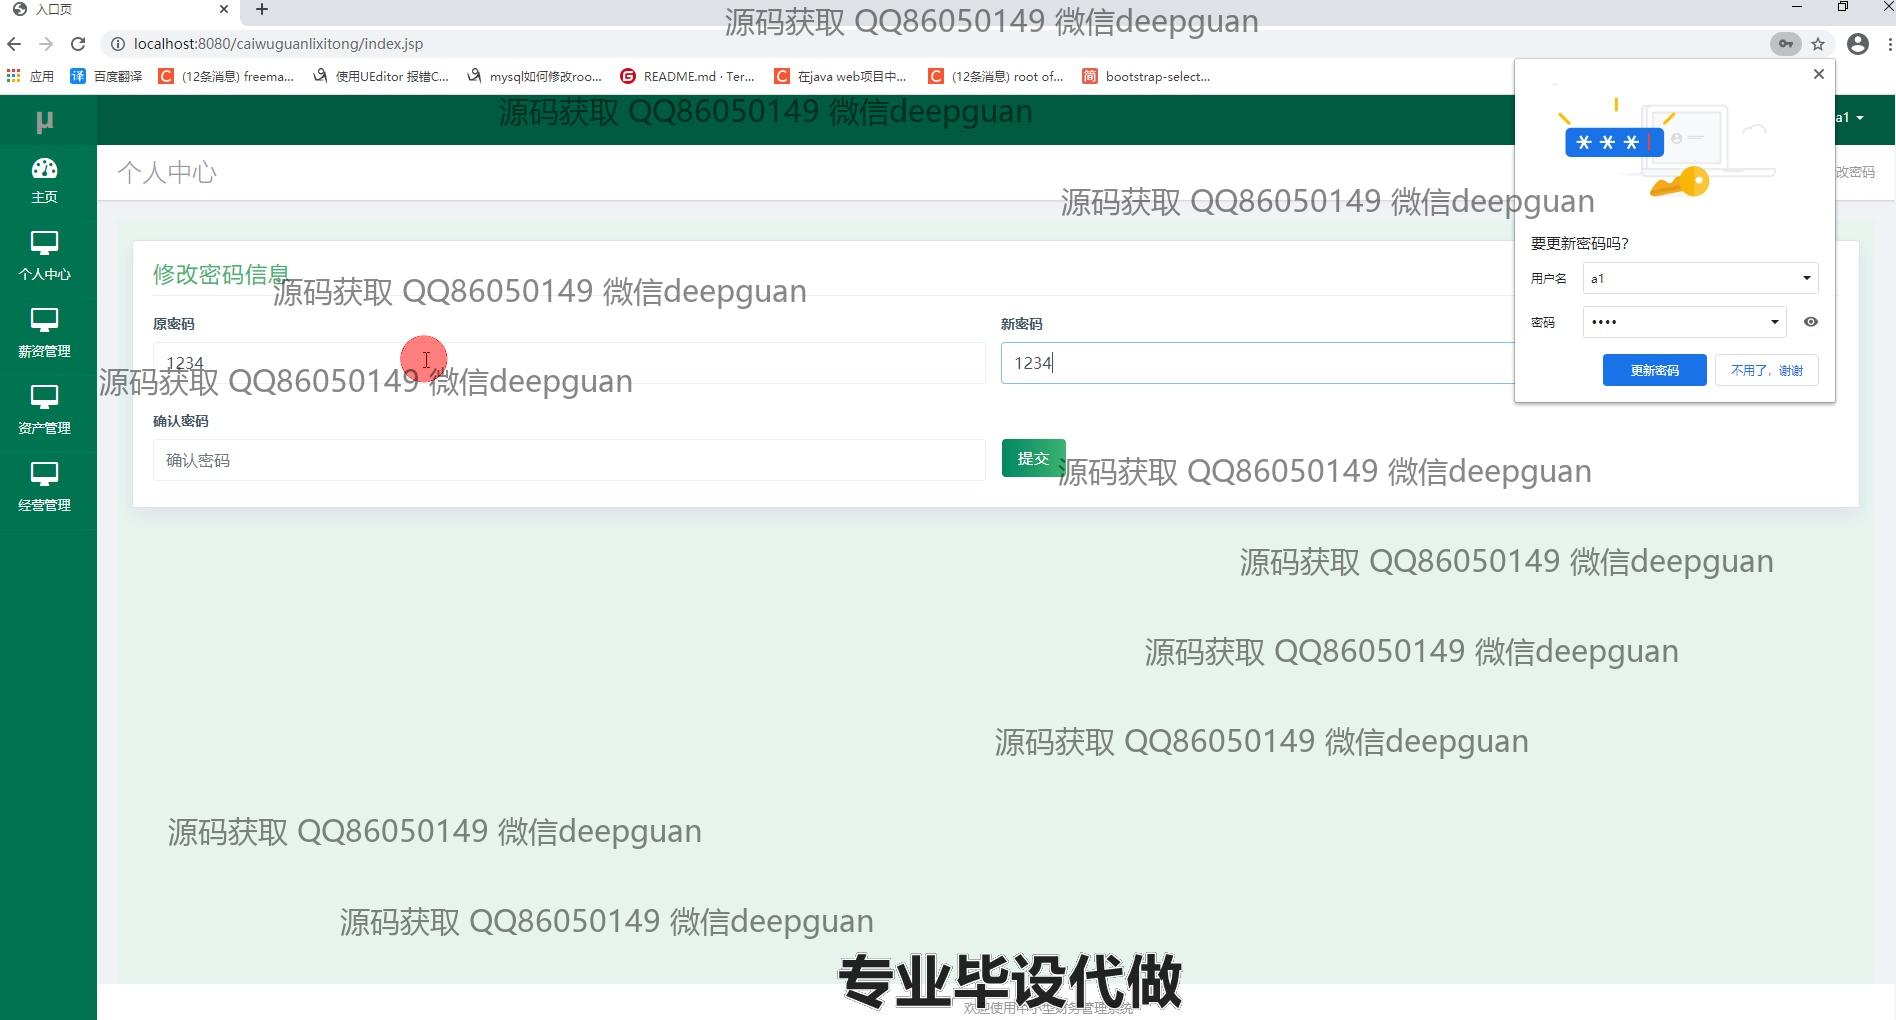 入口页
源码获取 QQ86050149 微信deepguan
localhost:8080/caiwuguanlixitong/index.jsp
应用
百度翻译
(12条消息) freema...
使用UEditor 报错C...
mysql如何修改roo...
README.md · Ter...
在java web项目中...
(12条消息) root of...
bootstrap-select...
μ
源码获取 QQ86050149 微信deepguan
a1
主页
个人中心
薪资管理
资产管理
经营管理
个人中心
改密码
源码获取 QQ86050149 微信deepguan
要更新密码吗?
用户名
a1
密码
••••
更新密码
不用了，谢谢
修改密码信息
源码获取 QQ86050149 微信deepguan
原密码
新密码
1234
1234
源码获取 QQ86050149 微信deepguan
确认密码
确认密码
提交
源码获取 QQ86050149 微信deepguan
源码获取 QQ86050149 微信deepguan
源码获取 QQ86050149 微信deepguan
源码获取 QQ86050149 微信deepguan
源码获取 QQ86050149 微信deepguan
源码获取 QQ86050149 微信deepguan
专业毕设代做
欢迎使用中小型财务管理系统